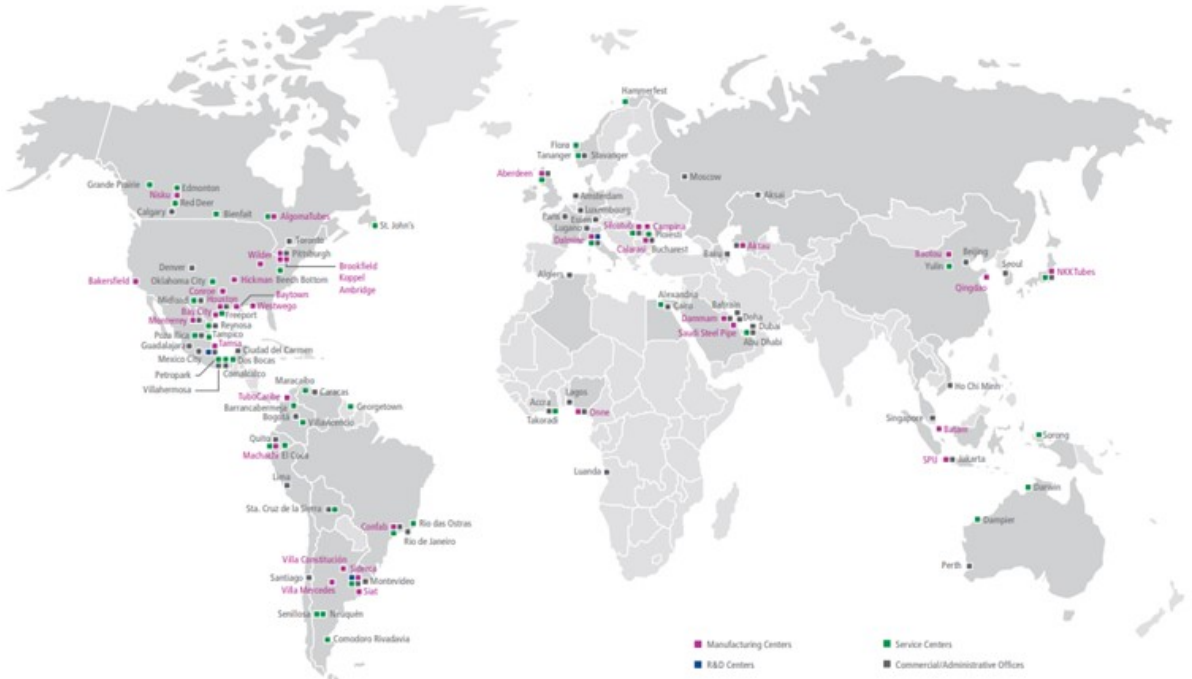 Hammerfest
Florø
Tananger
Stavanger
Aberdeen
Moscow
Aksai
Grande Prairie
Edmonton
Nisku
Red Deer
Calgary
Bienfait
AlgomaTubes
St. John's
Amsterdam
Luxembourg
Paris
Essen
Lugano
Silcotub
Campina
Ploiesti
Dalmine
Calarasi
Bucharest
Baku
Aktau
Toronto
Wilder
Pittsburgh
Brookfield
Koppel
Ambridge
Denver
Bakersfield
Oklahoma City
Hickman
Beech Bottom
Conroe
Baytown
Midland
Houston
Westwego
Bay City
Freeport
Monterrey
Reynosa
Poza Rica
Tampico
Guadalajara
Tamsa
Ciudad del Carmen
Mexico City
Dos Bocas
Petropark
Comalcalco
Villahermosa
Baotou
Beijing
Yulin
Seoul
Qingdao
NKKTubes
Algiers
Alexandria
Cairo
Bahrain
Dammam
Doha
Saudi Steel Pipe
Dubai
Abu Dhabi
Maracaibo
Caracas
TuboCaribe
Barrancabermeja
Georgetown
Bogotá
Villavicencio
Quito
Machala
El Coca
Lima
Lagos
Accra
Takoradi
Onne
Luanda
Ho Chi Minh
Singapore
Batam
Sorong
SPIJ
Jakarta
Darwin
Dampier
Perth
Sta. Cruz de la Sierra
Confab
Rio das Ostras
Rio de Janeiro
Villa Constitución
Siderca
Santiago
Montevideo
Villa Mercedes
Siat
Senillosa
Neuquén
Comodoro Rivadavia
Manufacturing Centers
Service Centers
R&D Centers
Commercial/Administrative Offices